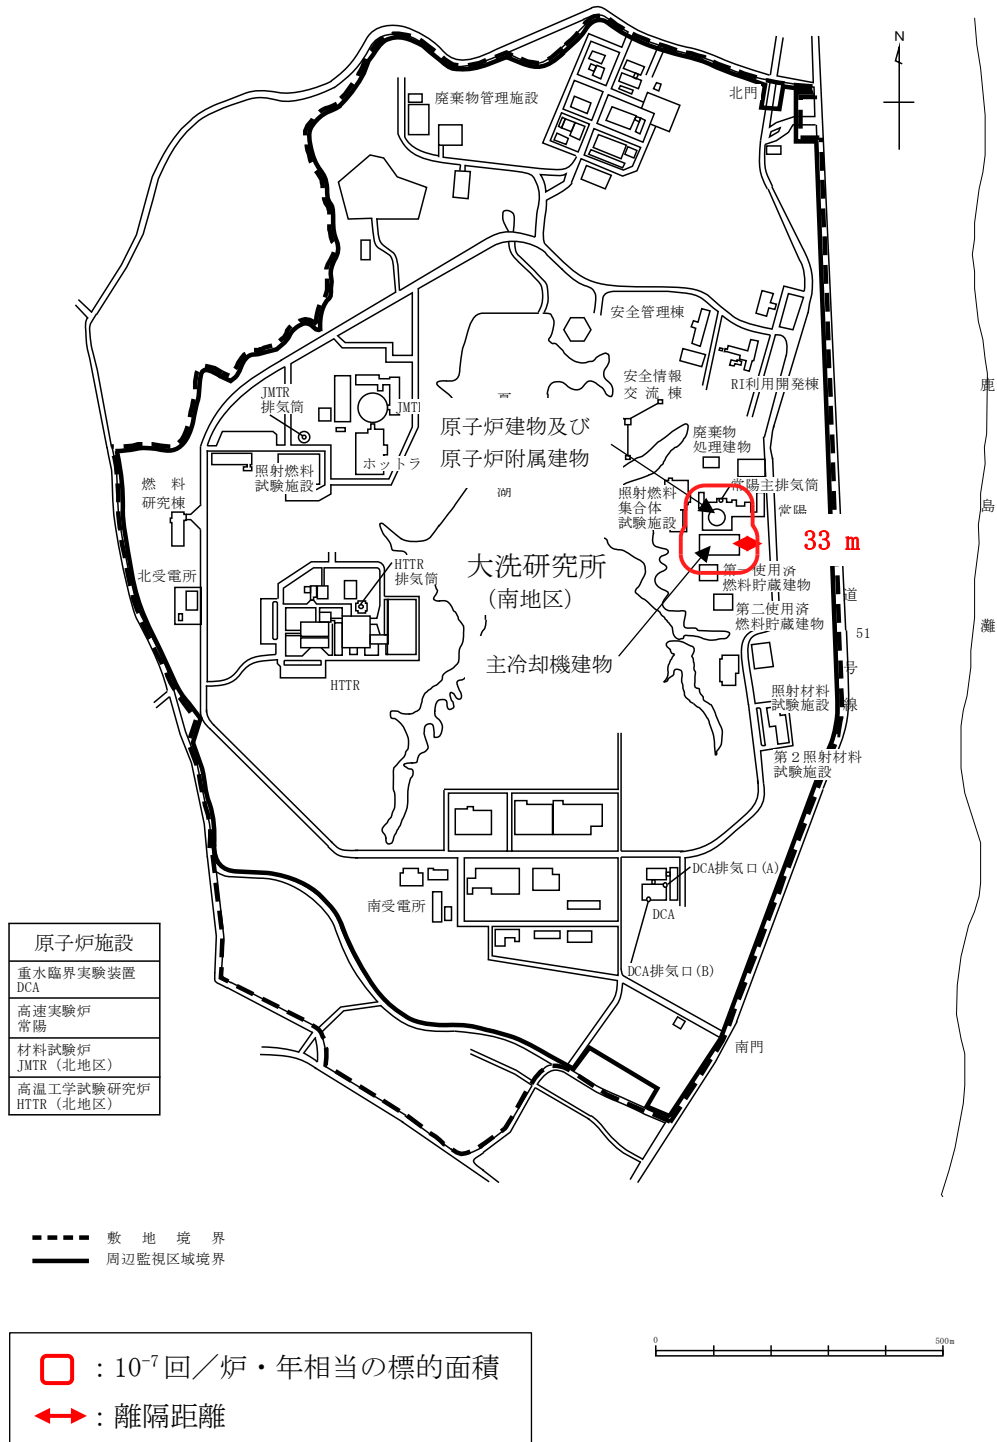 N
北門
廃棄物管理施設
安全管理棟
安全情報
交流棟
RI利用開発棟
鹿
島
灘
JMTR
排気筒
JMT
原子炉建物及び
原子炉附属建物
廃棄物
処理建物
ホットラ
照射燃料
試験施設
湖
照射燃料
集合体
試験施設
常陽主排気筒
常陽
燃料
研究棟
33 m
HTTR
排気筒
大洗研究所
(南地区)
北受電所
第一使用済
燃料貯蔵建物
第二使用済
燃料貯蔵建物
道
51
号
線
主冷却機建物
HTTR
照射材料
試験施設
第2照射材料
試験施設
南受電所
DCA排気口(A)
DCA
DCA排気口(B)
南門
原子炉施設
重水臨界実験装置
DCA
高速実験炉
常陽
材料試験炉
JMTR (北地区)
高温工学試験研究炉
HTTR (北地区)
敷地境界
周辺監視区域境界
0 500m
：10⁻⁷回／炉・年相当の標的面積
：離隔距離